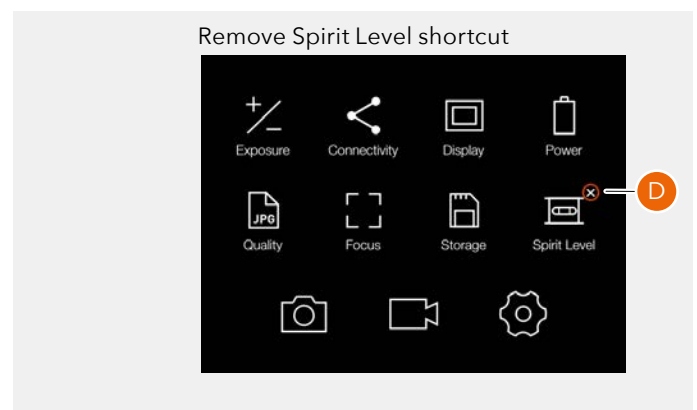 Remove Spirit Level shortcut
Exposure Connectivity Display Power
D
JPG
Quality Focus Storage Spirit Level